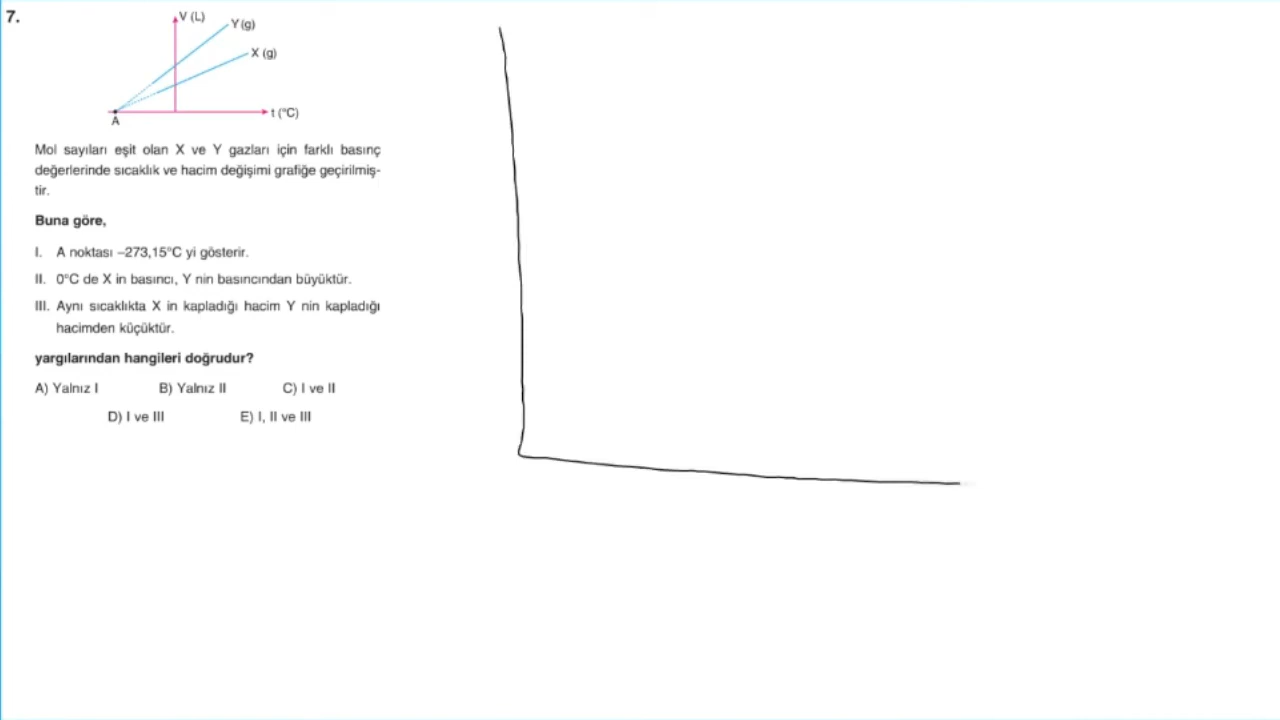 7.
V (L)
Y (g)
X (g)
t (°C)
A
Mol sayıları eşit olan X ve Y gazları için farklı basınç
değerlerinde sıcaklık ve hacim değişimi grafiğe geçirilmiş-
tir.
Buna göre,
I. A noktası –273,15°C yi gösterir.
II. 0°C de X in basıncı, Y nin basıncından büyüktür.
III. Aynı sıcaklıkta X in kapladığı hacim Y nin kapladığı
hacimden küçüktür.
yargılarından hangileri doğrudur?
A) Yalnız I B) Yalnız II C) I ve II
D) I ve III E) I, II ve III